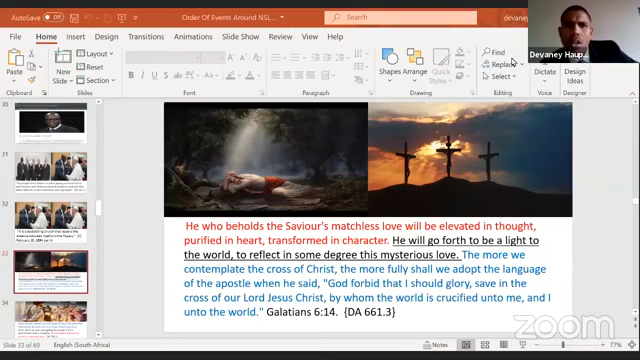 AutoSave Off
Order Of Events Around NSL...
devaney
Devaney Haup...
File Home Insert Design Transitions Animations Slide Show Review View Help
Paste
New Slide
Layout
Reset
Section
Shapes Arrange Quick
Find
Replace
Select
Dictate
Design Ideas
Clipboard Slides Font Paragraph Drawing Editing Voice Designer
30
31
32
33
34
He who beholds the Saviour's matchless love will be elevated in thought,
purified in heart, transformed in character. He will go forth to be a light to
the world, to reflect in some degree this mysterious love. The more we
contemplate the cross of Christ, the more fully shall we adopt the language
of the apostle when he said, "God forbid that I should glory, save in the
cross of our Lord Jesus Christ, by whom the world is crucified unto me, and I
unto the world." Galatians 6:14. {DA 661.3}
zoom
Slide 33 of 69 English (South Africa) Notes 77%